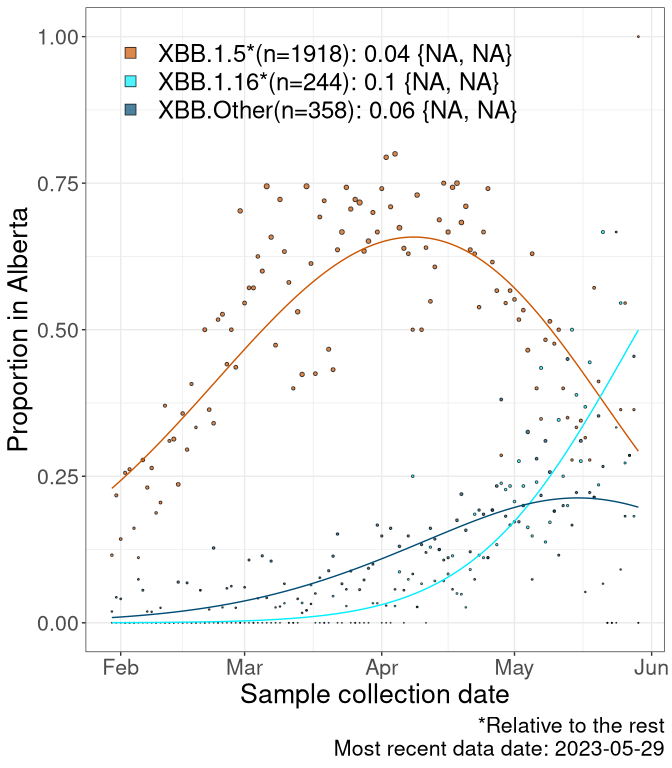 1.00
0.75
0.50
0.25
0.00
Proportion in Alberta
XBB.1.5*(n=1918): 0.04 {NA, NA}
XBB.1.16*(n=244): 0.1 {NA, NA}
XBB.Other(n=358): 0.06 {NA, NA}
Feb Mar Apr May Jun
Sample collection date
*Relative to the rest
Most recent data date: 2023-05-29